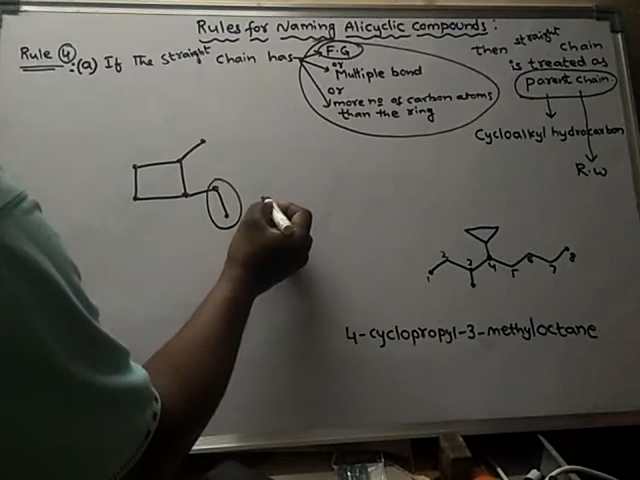 Rules for Naming Alicyclic Compounds:
Rule 4 :(a) If The straight chain has F.G
or
Multiple bond
or
more no of carbon atoms
than the ring
then straight chain
is treated as
parent chain
Cycloalkyl hydrocarbon
R.W
1 2 3 4 5 6 7 8
4-cyclopropyl-3-methyloctane